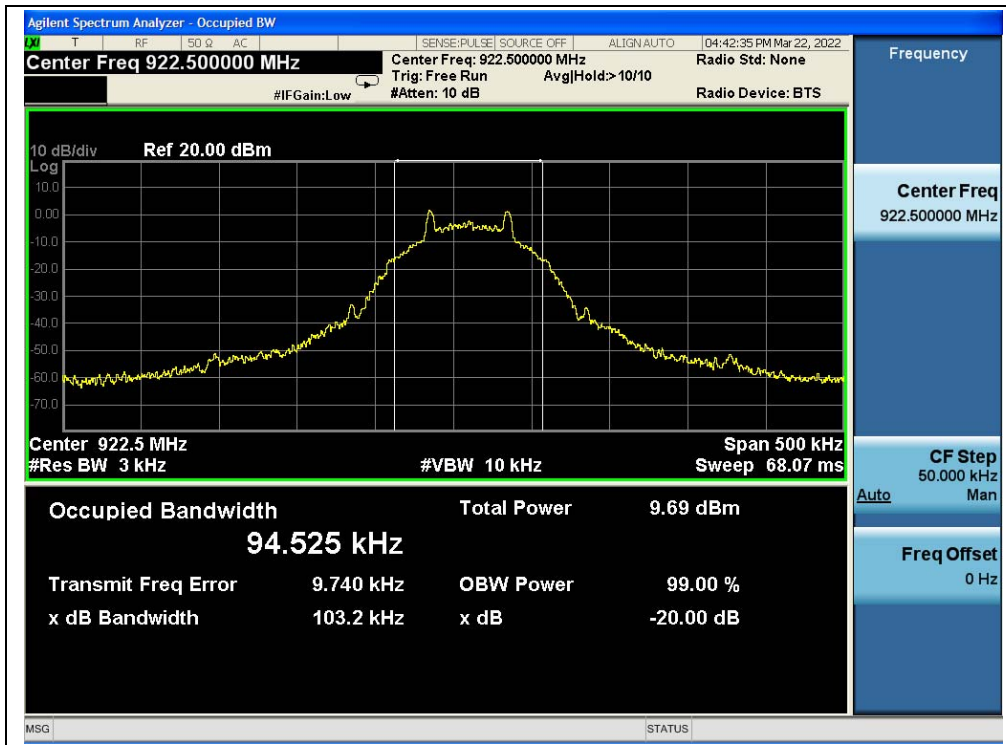 Agilent Spectrum Analyzer - Occupied BW
LXI T RF 50 Ω AC SENSE:PULSE SOURCE OFF ALIGN AUTO 04:42:35 PM Mar 22, 2022
Center Freq 922.500000 MHz
Center Freq: 922.500000 MHz Radio Std: None
Trig: Free Run Avg|Hold:>10/10
#IFGain:Low #Atten: 10 dB Radio Device: BTS
10 dB/div Ref 20.00 dBm
Log
10.0
0.00
-10.0
-20.0
-30.0
-40.0
-50.0
-60.0
-70.0
Center 922.5 MHz Span 500 kHz
#Res BW 3 kHz #VBW 10 kHz Sweep 68.07 ms
Occupied Bandwidth Total Power 9.69 dBm
94.525 kHz
Transmit Freq Error 9.740 kHz OBW Power 99.00 %
x dB Bandwidth 103.2 kHz x dB -20.00 dB
Frequency
Center Freq
922.500000 MHz
CF Step
50.000 kHz
Auto Man
Freq Offset
0 Hz
MSG STATUS